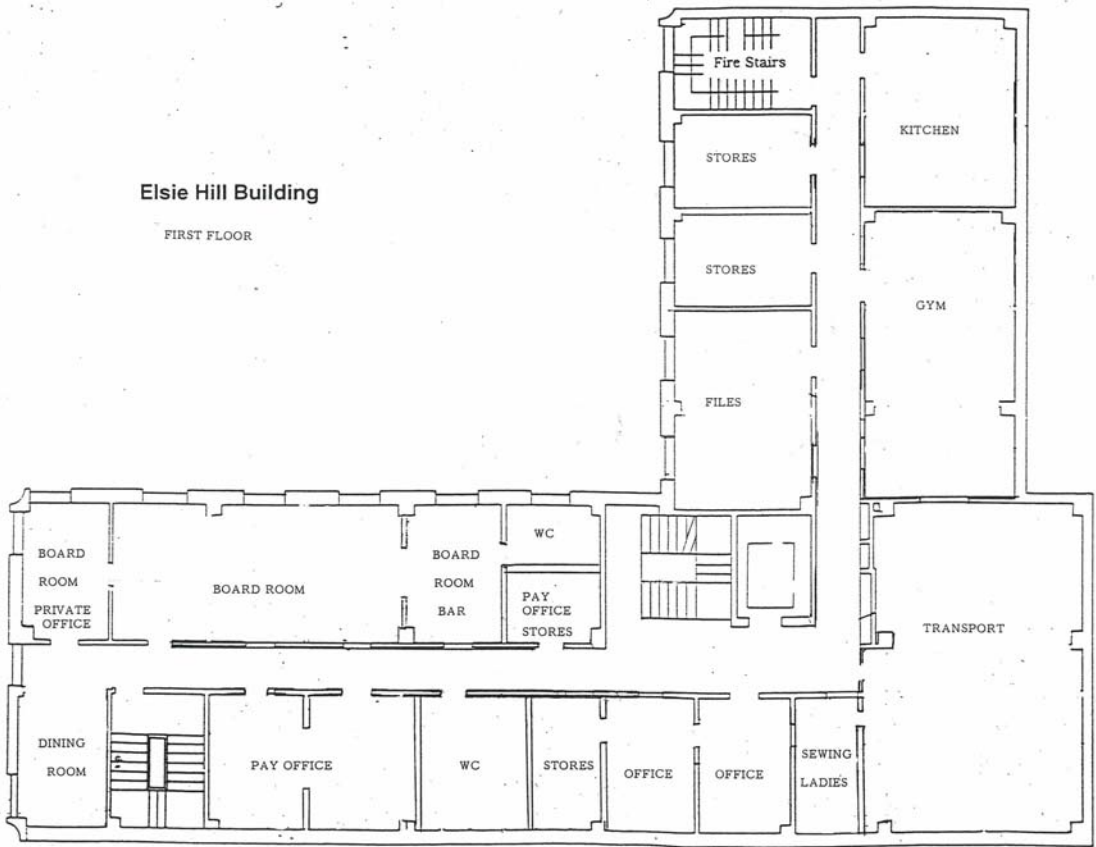 Elsie Hill Building
FIRST FLOOR
Fire Stairs
KITCHEN
STORES
STORES
GYM
FILES
BOARD
ROOM
PRIVATE
OFFICE
BOARD ROOM
BOARD
ROOM
BAR
WC
PAY
OFFICE
STORES
TRANSPORT
DINING
ROOM
PAY OFFICE
WC
STORES
OFFICE
OFFICE
SEWING
LADIES